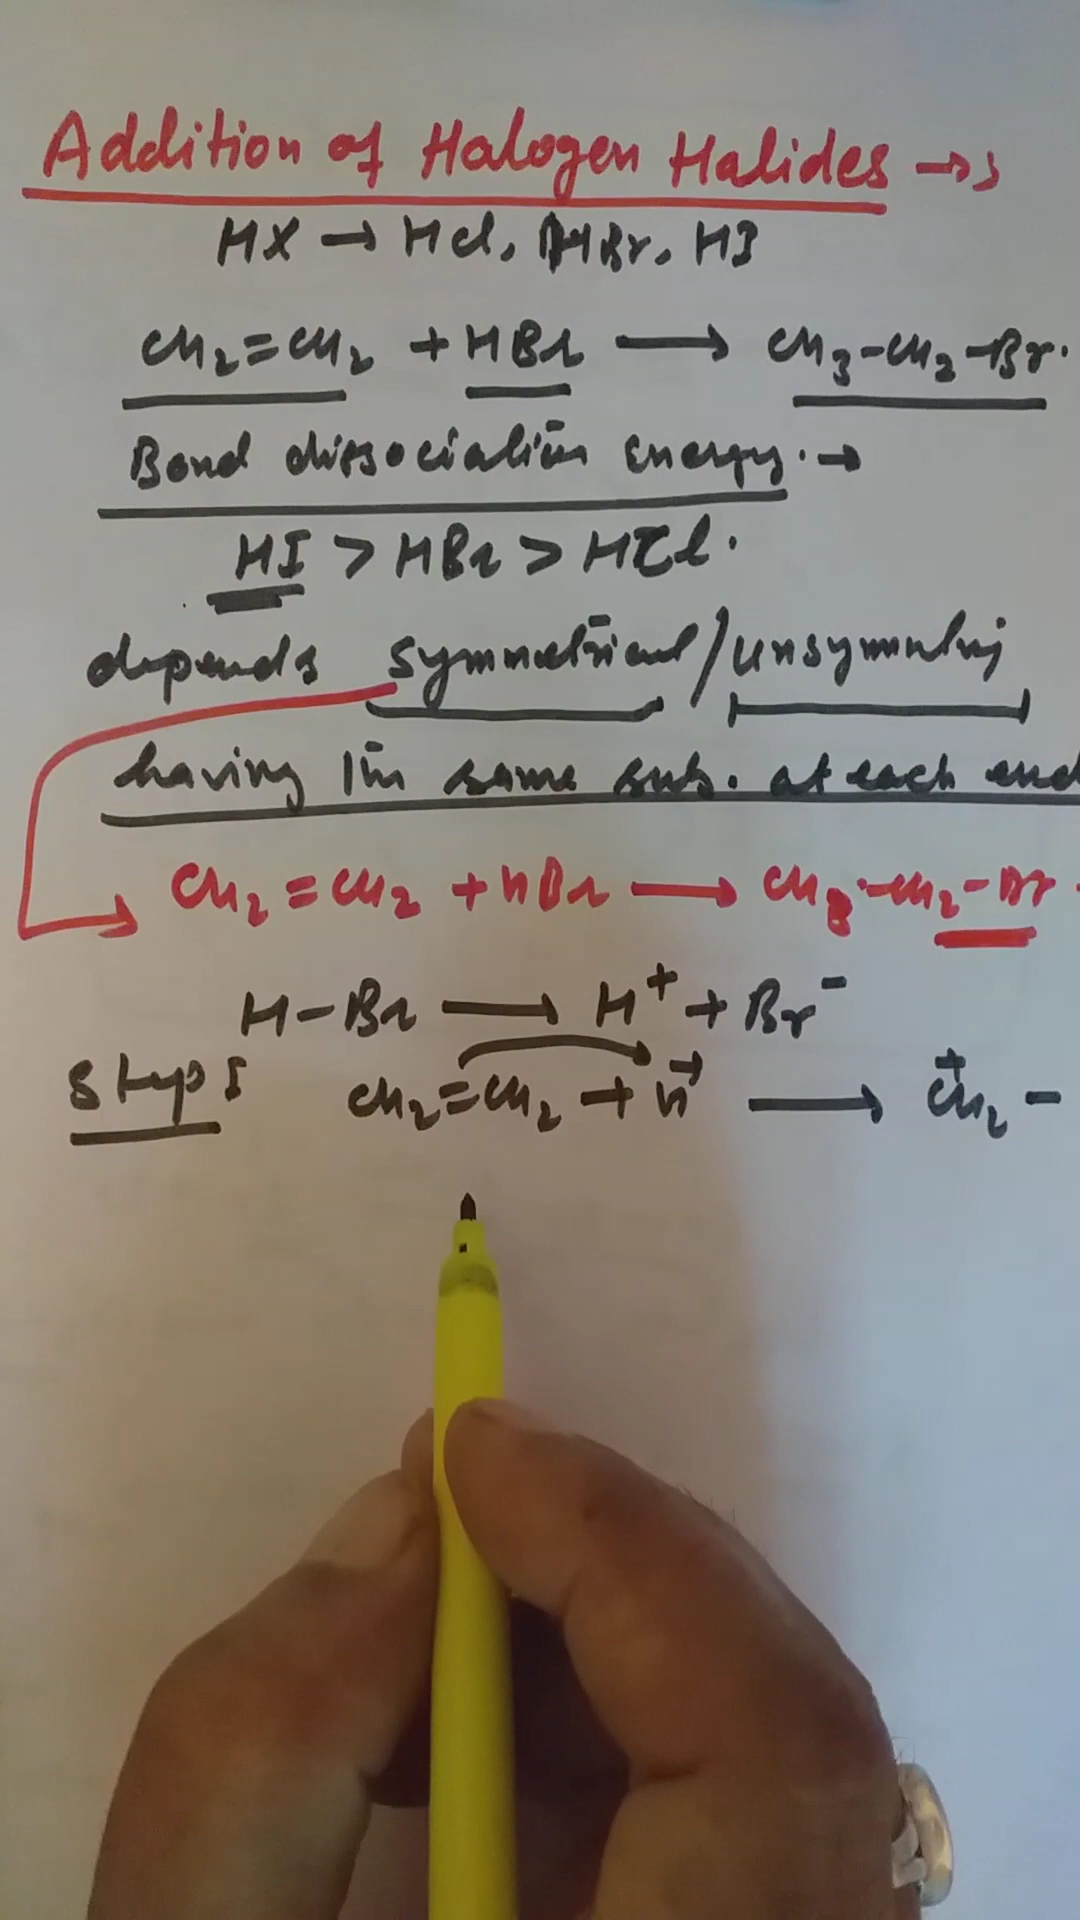 Addition of Halogen Halides →
HX → HCl, HBr, HI
CH2=CH2 + HBr ⟶ CH3-CH2-Br.
Bond dissociation energy. →
HI > HBr > HCl.
depends symmetrical/unsymmetri
having the same sub. at each end
CH2=CH2 + HBr ⟶ CH3-CH2-Br
H-Br ⟶ H+ + Br-
Step I CH2=CH2 + H+ ⟶ +CH2 -